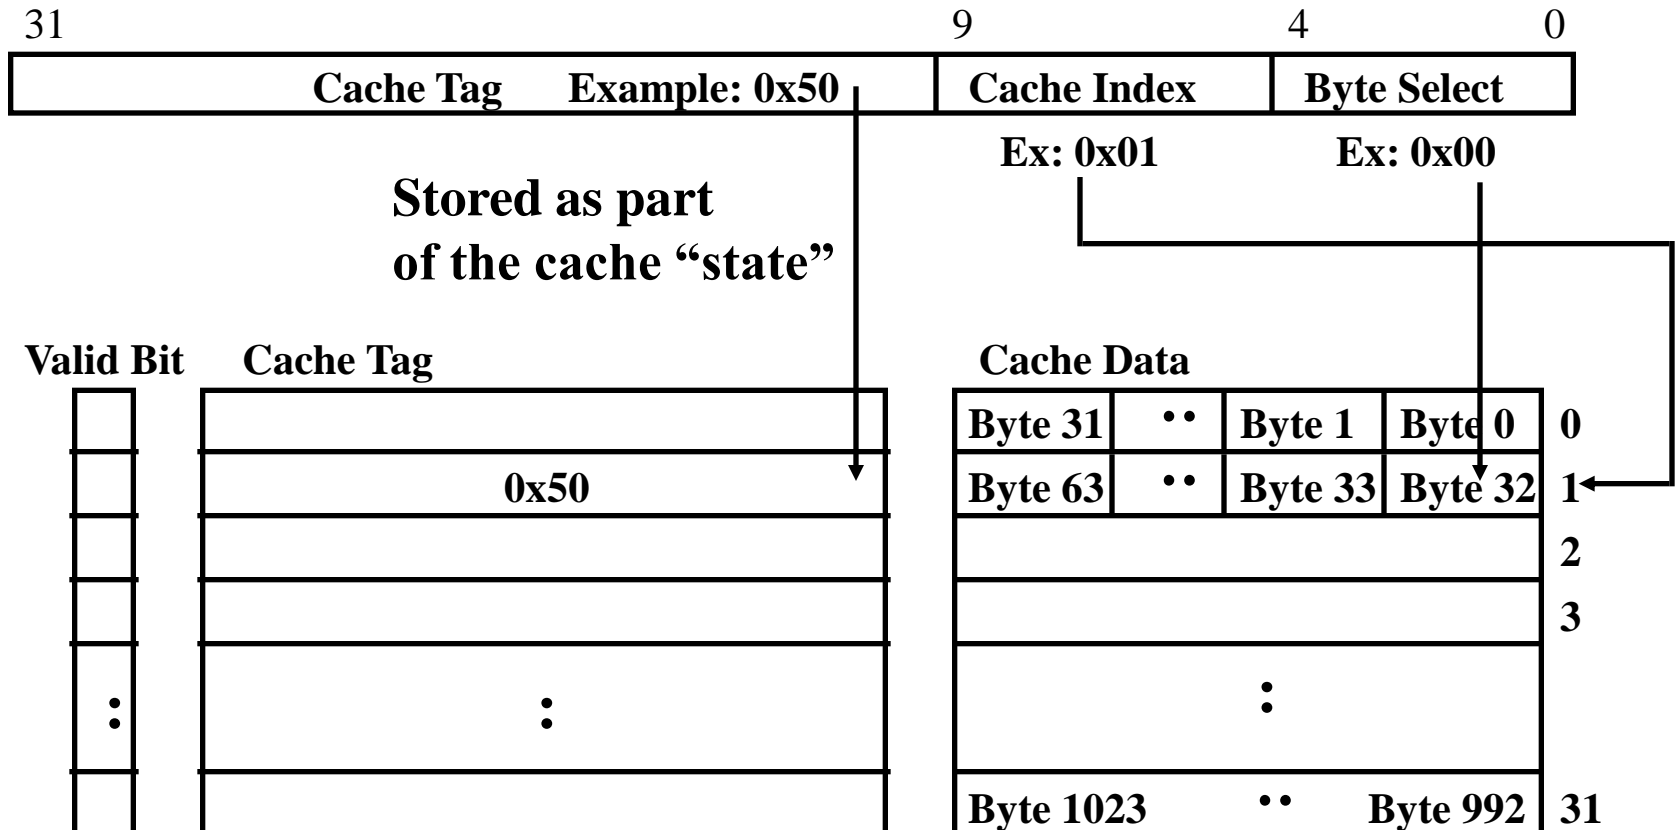 31 9 4 0
Cache Tag Example: 0x50 Cache Index Byte Select
Ex: 0x01 Ex: 0x00
Stored as part
of the cache “state”
Valid Bit Cache Tag Cache Data
Byte 31 •• Byte 1 Byte 0 0
0x50 Byte 63 •• Byte 33 Byte 32 1
2
3
: : :
Byte 1023 •• Byte 992 31